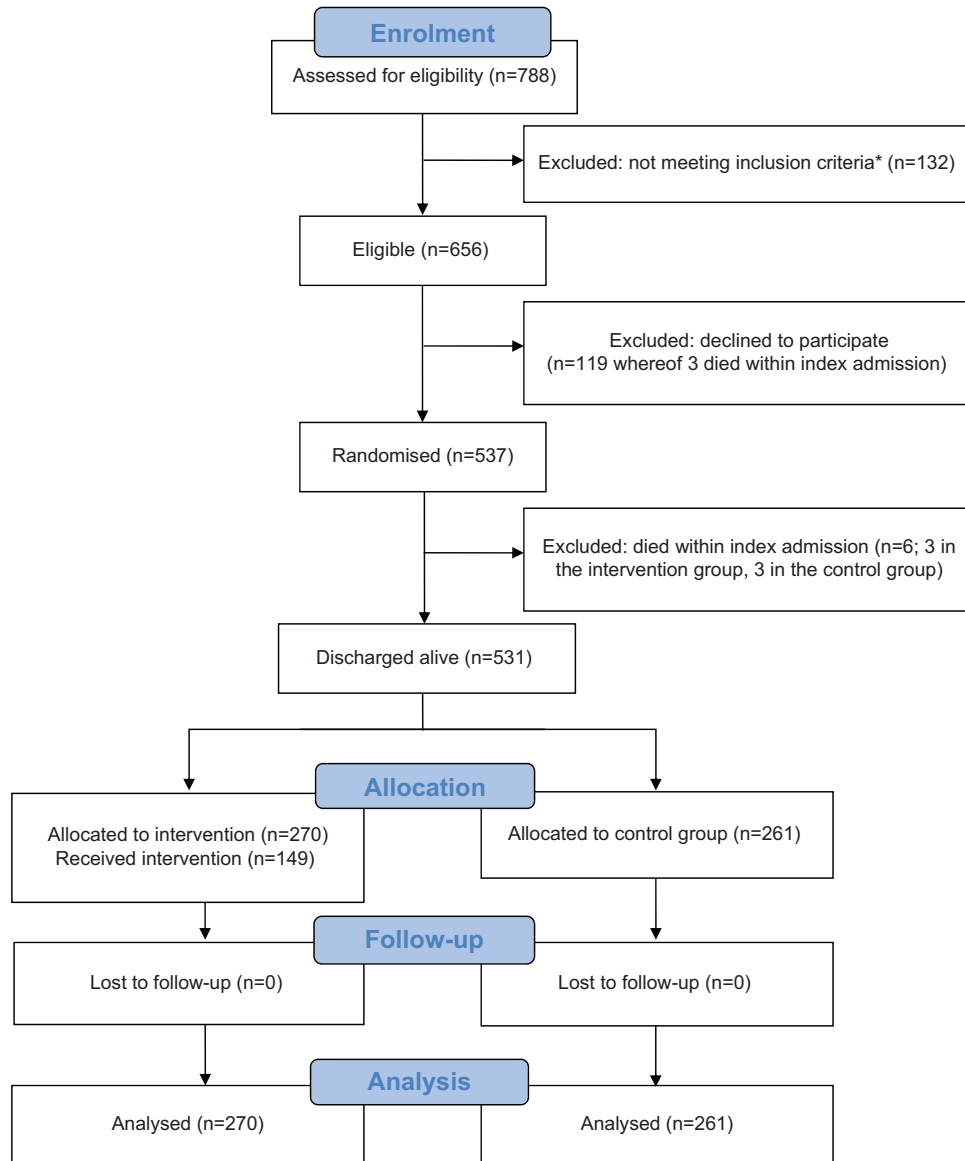 Enrolment
Assessed for eligibility (n=788)
Excluded: not meeting inclusion criteria* (n=132)
Eligible (n=656)
Excluded: declined to participate
(n=119 whereof 3 died within index admission)
Randomised (n=537)
Excluded: died within index admission (n=6; 3 in
the intervention group, 3 in the control group)
Discharged alive (n=531)
Allocation
Allocated to intervention (n=270)
Received intervention (n=149)
Allocated to control group (n=261)
Follow-up
Lost to follow-up (n=0)
Lost to follow-up (n=0)
Analysis
Analysed (n=270)
Analysed (n=261)